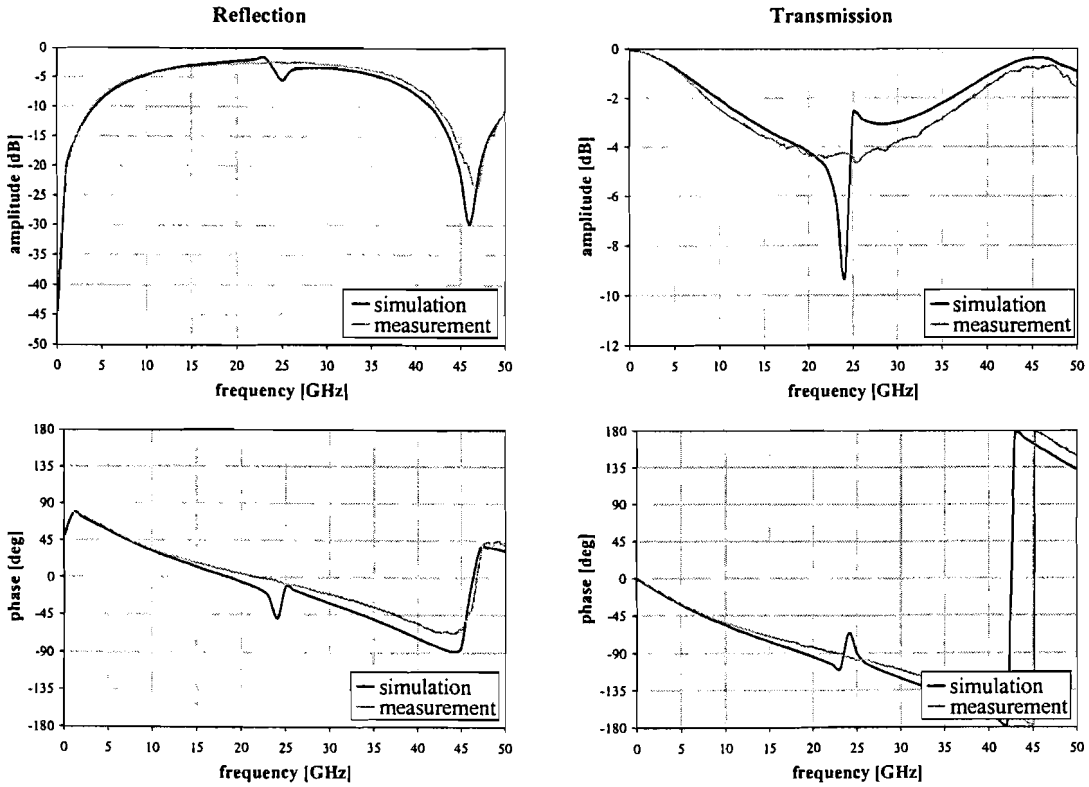 Reflection
0
-5
-10
-15
-20
-25
-30
-35
-40
-45
-50
amplitude [dB]
simulation
measurement
0 5 10 15 20 25 30 35 40 45 50
frequency [GHz]
Transmission
0
-2
-4
-6
-8
-10
-12
amplitude [dB]
simulation
measurement
0 5 10 15 20 25 30 35 40 45 50
frequency [GHz]
180
135
90
45
0
-45
-90
-135
-180
phase [deg]
simulation
measurement
0 5 10 15 20 25 30 35 40 45 50
frequency [GHz]
180
135
90
45
0
-45
-90
-135
-180
phase [deg]
simulation
measurement
0 5 10 15 20 25 30 35 40 45 50
frequency [GHz]